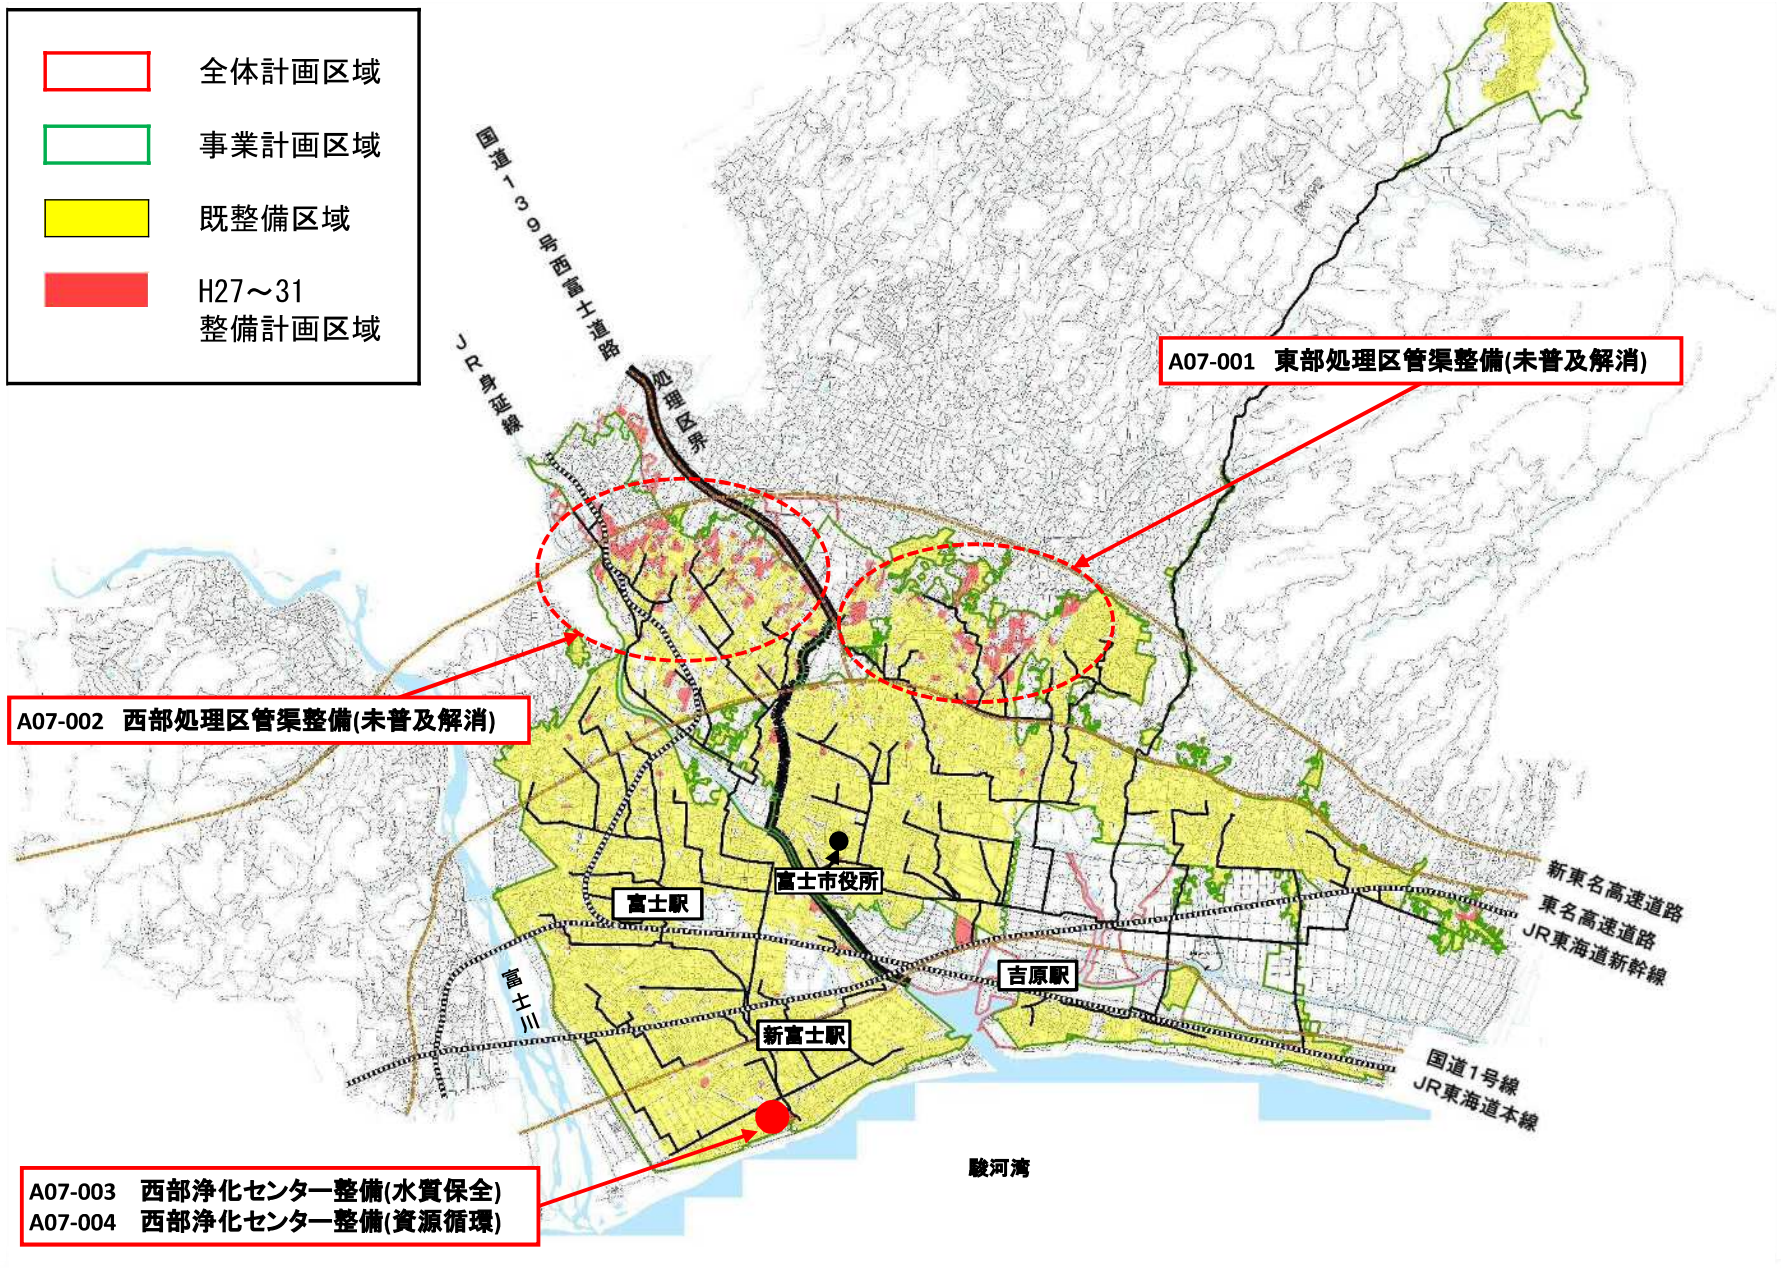 全体計画区域
事業計画区域
既整備区域
H27～31
整備計画区域
国道139号西富士道路
JR身延線
処理区界
A07-001 東部処理区管渠整備(未普及解消)
A07-002 西部処理区管渠整備(未普及解消)
富士市役所
富士駅
吉原駅
新富士駅
富士川
新東名高速道路
東名高速道路
JR東海道新幹線
国道1号線
JR東海道本線
駿河湾
A07-003 西部浄化センター整備(水質保全)
A07-004 西部浄化センター整備(資源循環)